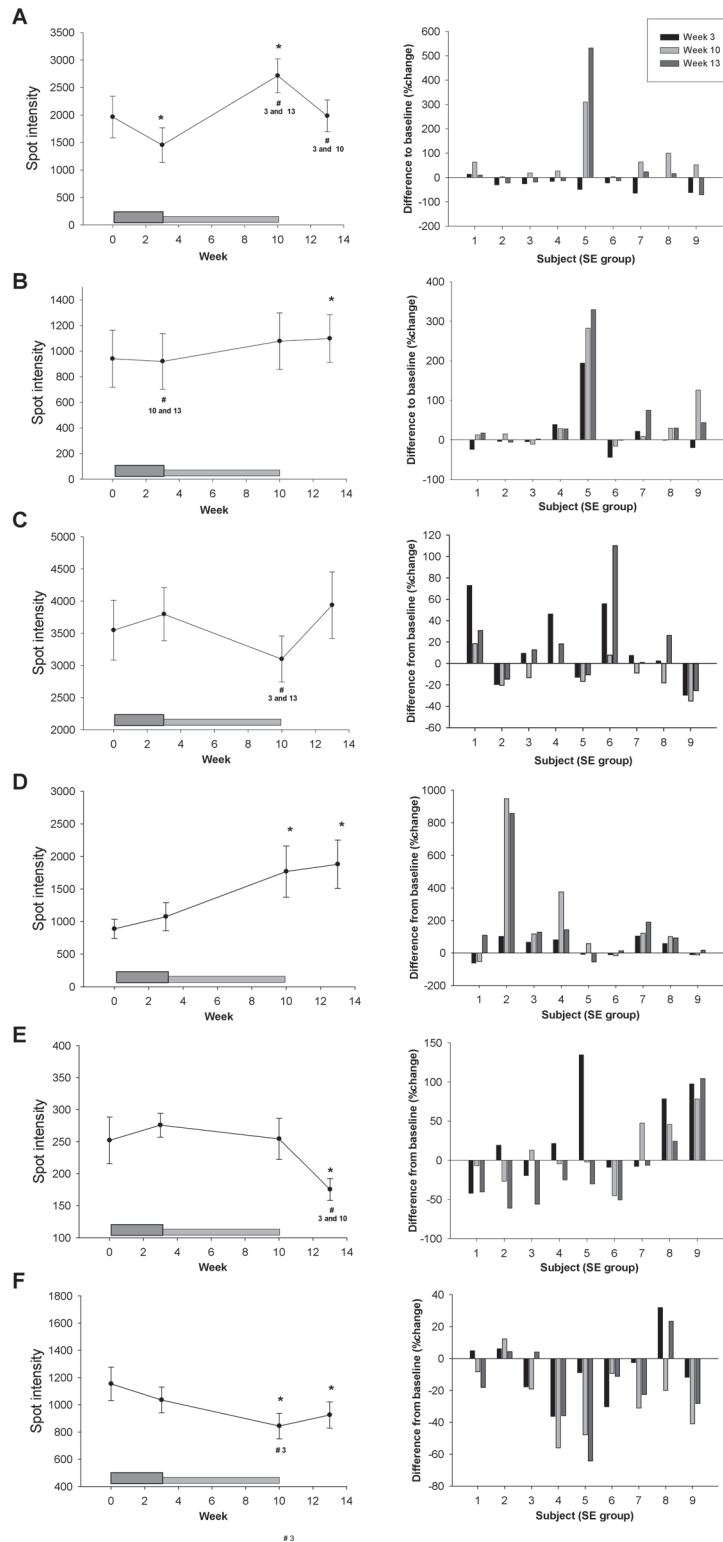 A
Spot intensity
3500
3000
2500
2000
1500
1000
500
0
*
*
#
3 and 13
#
3 and 10
0 2 4 6 8 10 12 14
Week
Difference to baseline (%change)
600
500
400
300
200
100
0
-100
-200
Week 3
Week 10
Week 13
1 2 3 4 5 6 7 8 9
Subject (SE group)
B
Spot intensity
1400
1200
1000
800
600
400
200
0
*
#
10 and 13
0 2 4 6 8 10 12 14
Week
Difference to baseline (%change)
400
300
200
100
0
-100
1 2 3 4 5 6 7 8 9
Subject (SE group)
C
Spot intensity
5000
4500
4000
3500
3000
2500
2000
#
3 and 13
0 2 4 6 8 10 12 14
Week
Difference from baseline (%change)
120
100
80
60
40
20
0
-20
-40
-60
1 2 3 4 5 6 7 8 9
Subject (SE group)
D
Spot intensity
3000
2500
2000
1500
1000
500
0
*
*
0 2 4 6 8 10 12 14
Week
Difference from baseline (%change)
1000
800
600
400
200
0
-200
1 2 3 4 5 6 7 8 9
Subject (SE group)
E
Spot intensity
400
350
300
250
200
150
100
*
#
3 and 10
0 2 4 6 8 10 12 14
Week
Difference from baseline (%change)
150
100
50
0
-50
-100
1 2 3 4 5 6 7 8 9
Subject (SE group)
F
Spot intensity
1800
1600
1400
1200
1000
800
600
400
*
*
# 3
0 2 4 6 8 10 12 14
Week
Difference from baseline (%change)
40
20
0
-20
-40
-60
-80
1 2 3 4 5 6 7 8 9
Subject (SE group)
# 3